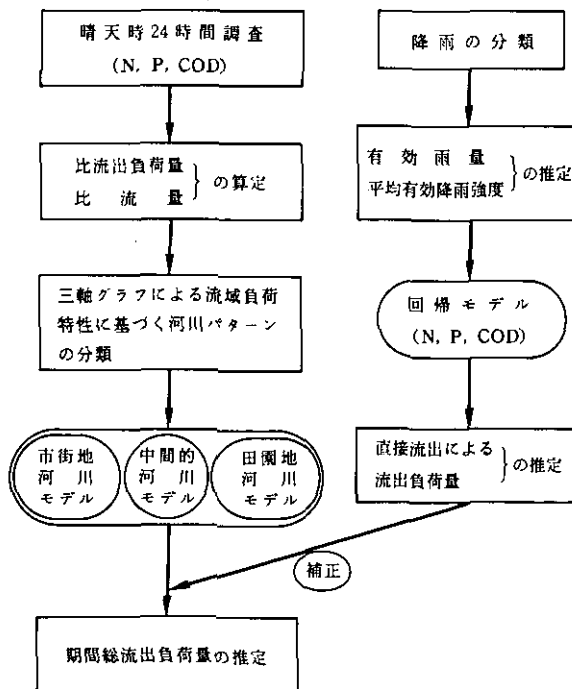 晴天時24時間調査
(N, P, COD)
比流出負荷量
比流量
}の算定
三軸グラフによる流域負荷
特性に基づく河川パターン
の分類
市街地
河川
モデル
中間的
河川
モデル
田園地
河川
モデル
降雨の分類
有効雨量
平均有効降雨強度
}の推定
回帰モデル
(N, P, COD)
直接流出による
流出負荷量
}の推定
補正
期間総流出負荷量の推定